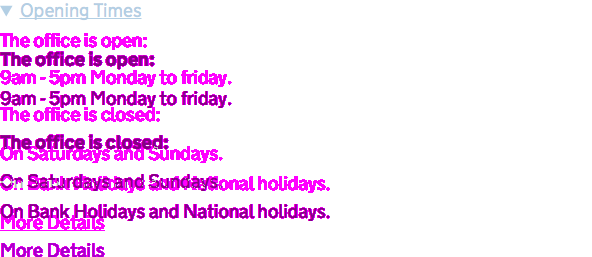 Opening Times
The office is open:
The office is open:
9am - 5pm Monday to friday.
9am - 5pm Monday to friday.
The office is closed:
The office is closed:
On Saturdays and Sundays.
On Saturdays and Sundays.
On Bank Holidays and National holidays.
On Bank Holidays and National holidays.
More Details
More Details